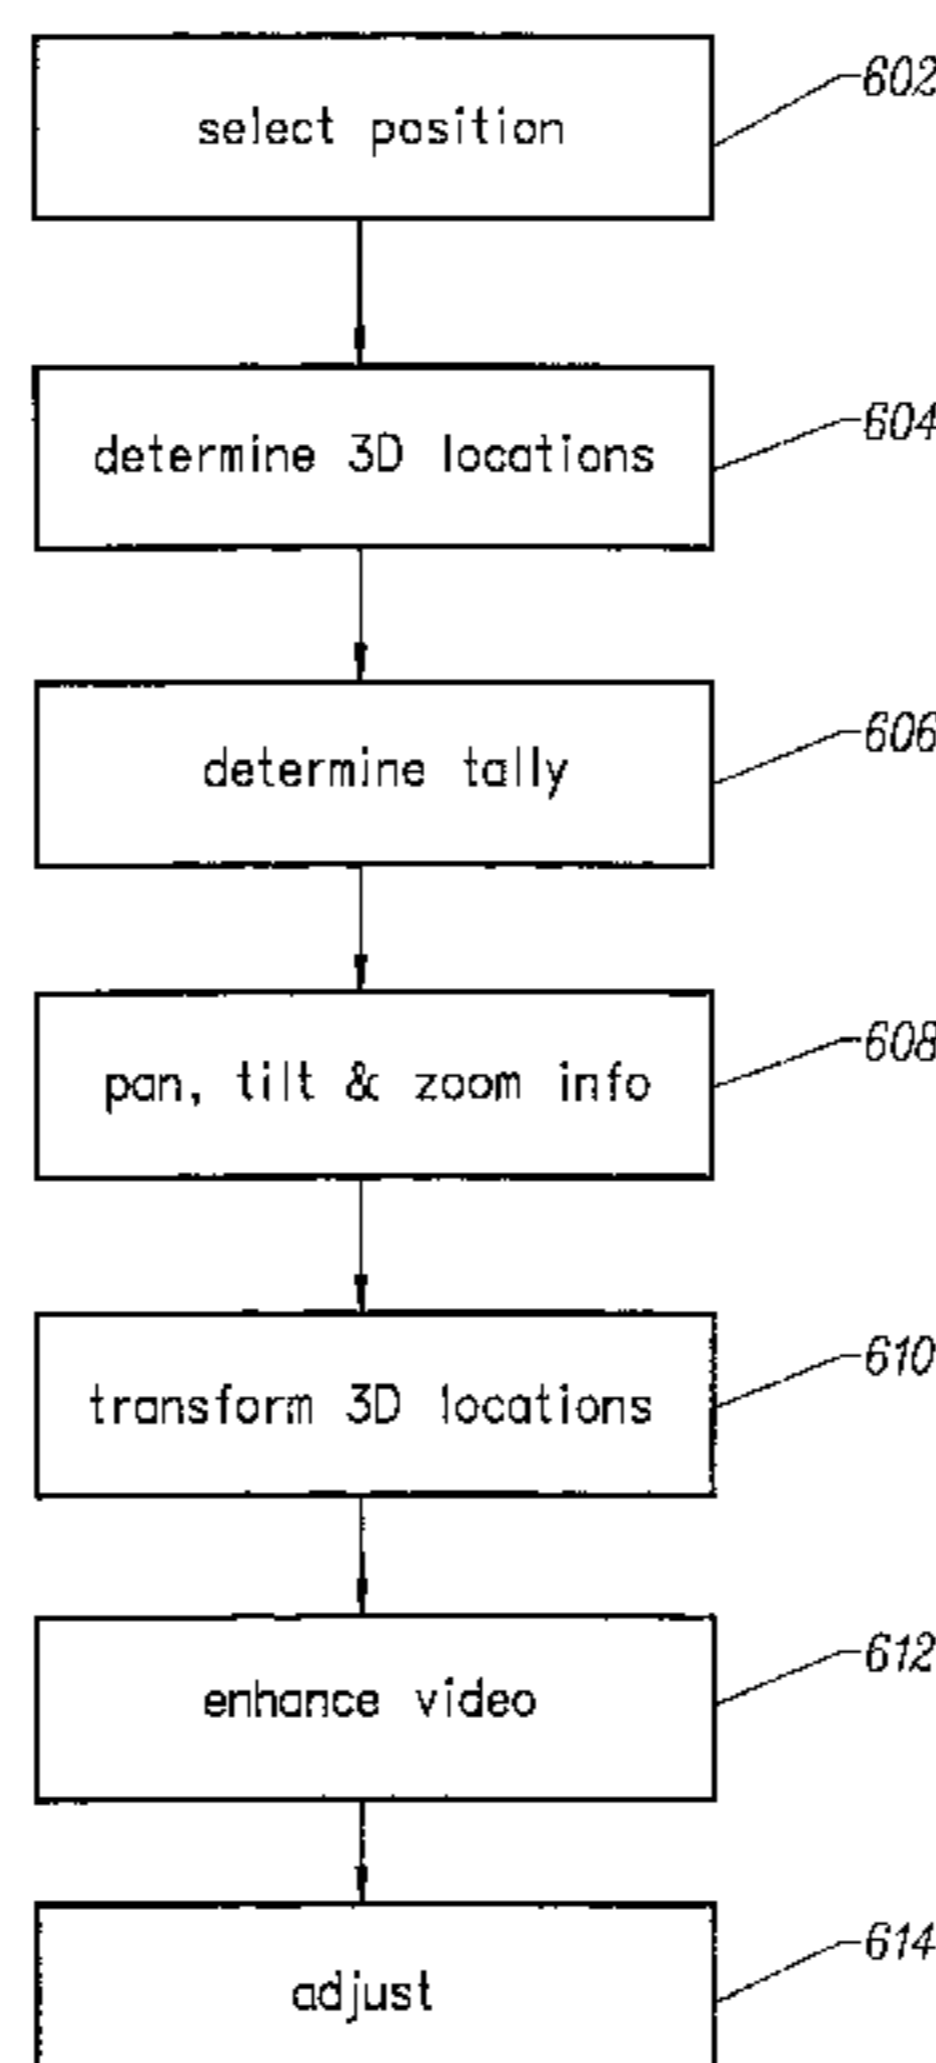 select position
602
determine 3D locations
604
determine tally
606
pan, tilt & zoom info
608
transform 3D locations
610
enhance video
612
adjust
614